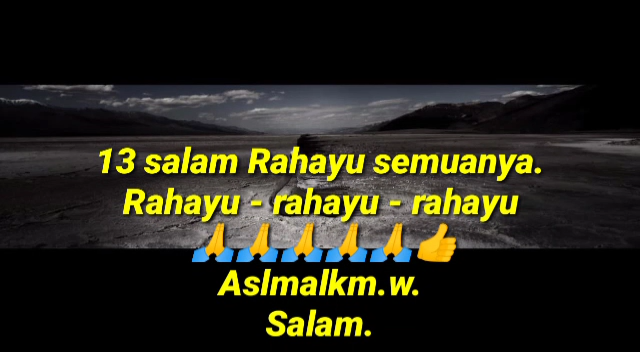 13 salam Rahayu semuanya.
Rahayu - rahayu - rahayu
🙏🙏🙏🙏🙏👍
Aslmalkm.w.
Salam.